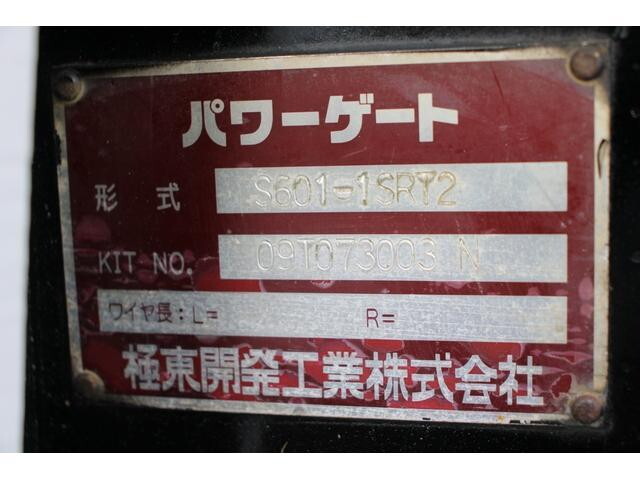 パワーゲート
形式 S601-1SRT2
KIT NO. 09T073003 N
ワイヤ長:L= R=
極東開発工業株式会社